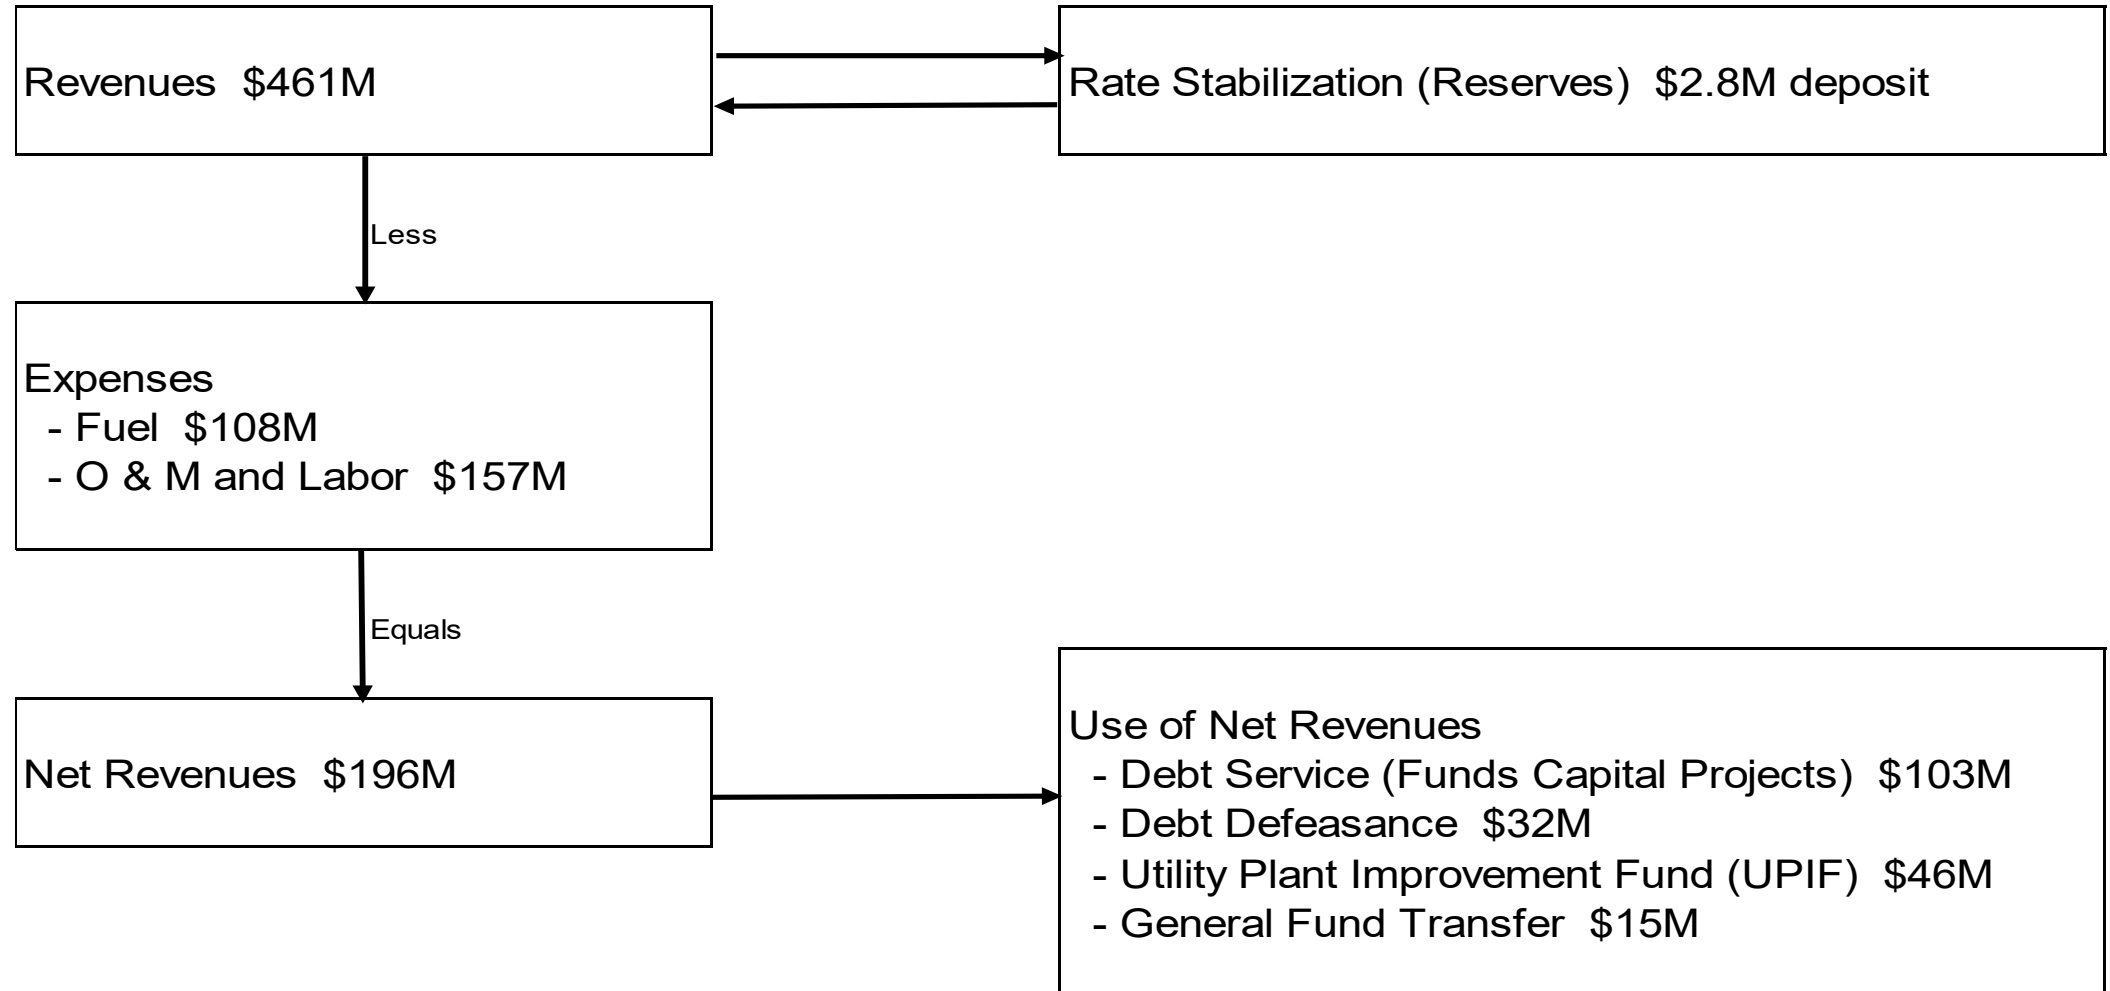 Revenues $461M
Rate Stabilization (Reserves) $2.8M deposit
Less
Expenses
- Fuel $108M
- O & M and Labor $157M
Equals
Net Revenues $196M
Use of Net Revenues
- Debt Service (Funds Capital Projects) $103M
- Debt Defeasance $32M
- Utility Plant Improvement Fund (UPIF) $46M
- General Fund Transfer $15M